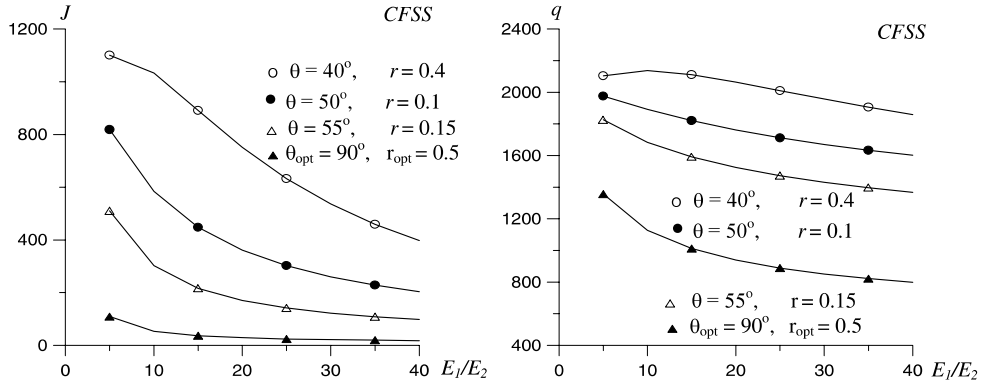 J
CFSS
1200
θ = 40°, r = 0.4
θ = 50°, r = 0.1
θ = 55°, r = 0.15
θopt = 90°, ropt = 0.5
800
400
0
0 10 20 30 40 E1/E2
q
CFSS
2400
2000
1600
θ = 40°, r = 0.4
1200
θ = 50°, r = 0.1
800
θ = 55°, r = 0.15
θopt = 90°, ropt = 0.5
400
0 10 20 30 40 E1/E2